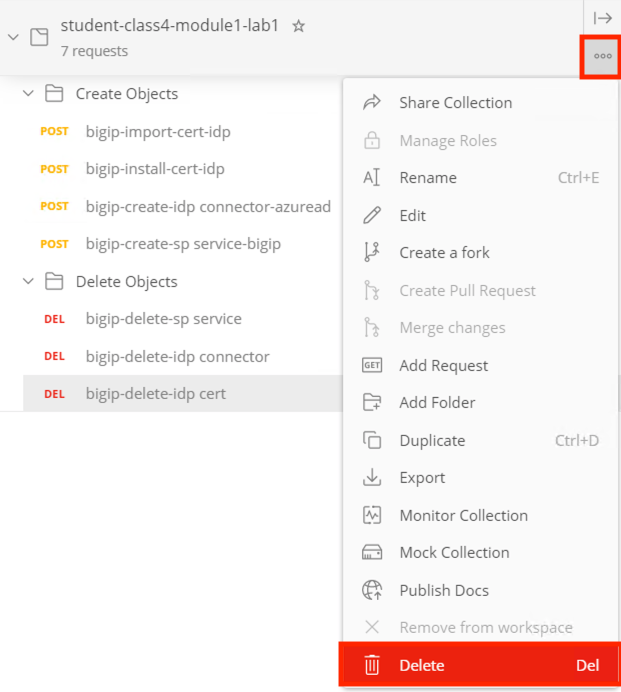 student-class4-module1-lab1
7 requests
Create Objects
POST bigip-import-cert-idp
POST bigip-install-cert-idp
POST bigip-create-idp connector-azuread
POST bigip-create-sp service-bigip
Delete Objects
DEL bigip-delete-sp service
DEL bigip-delete-idp connector
DEL bigip-delete-idp cert
Share Collection
Manage Roles
Rename Ctrl+E
Edit
Create a fork
Create Pull Request
Merge changes
GET Add Request
Add Folder
Duplicate Ctrl+D
Export
Monitor Collection
Mock Collection
Publish Docs
Remove from workspace
Delete Del